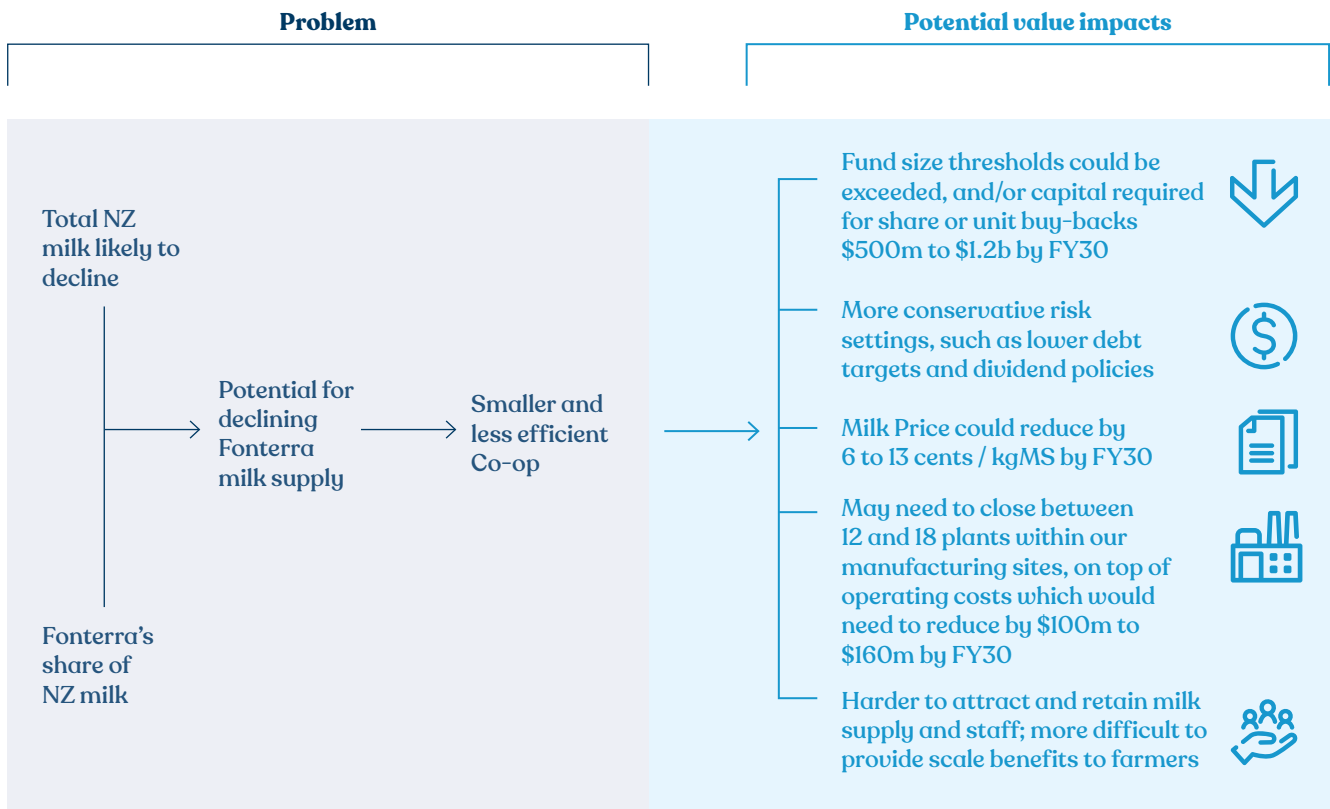 Problem
Potential value impacts
Total NZ
milk likely to
decline
Fonterra's
share of
NZ milk
Potential for
declining
Fonterra
milk supply
Smaller and
less efficient
Co-op
Fund size thresholds could be
exceeded, and/or capital required
for share or unit buy-backs
$500m to $1.2b by FY30
More conservative risk
settings, such as lower debt
targets and dividend policies
Milk Price could reduce by
6 to 13 cents / kgMS by FY30
May need to close between
12 and 18 plants within our
manufacturing sites, on top of
operating costs which would
need to reduce by $100m to
$160m by FY30
Harder to attract and retain milk
supply and staff; more difficult to
provide scale benefits to farmers